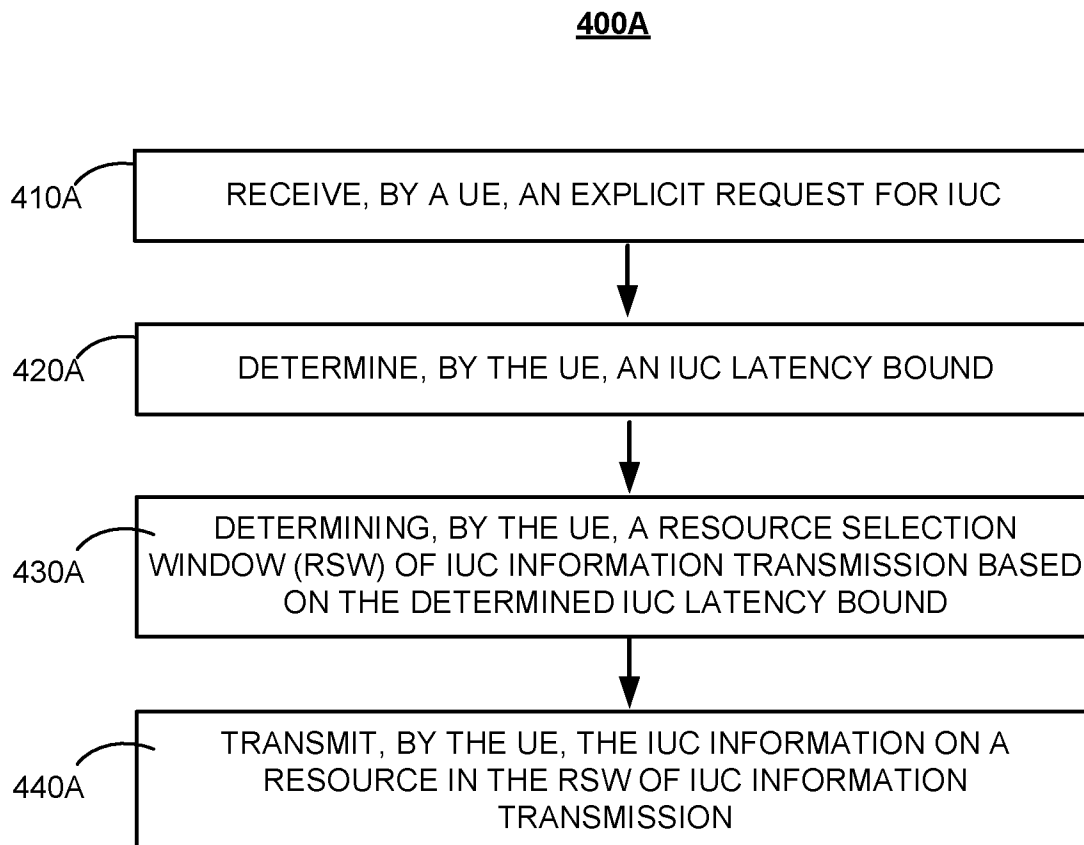 400A
410A
RECEIVE, BY A UE, AN EXPLICIT REQUEST FOR IUC
420A
DETERMINE, BY THE UE, AN IUC LATENCY BOUND
430A
DETERMINING, BY THE UE, A RESOURCE SELECTION
WINDOW (RSW) OF IUC INFORMATION TRANSMISSION BASED
ON THE DETERMINED IUC LATENCY BOUND
440A
TRANSMIT, BY THE UE, THE IUC INFORMATION ON A
RESOURCE IN THE RSW OF IUC INFORMATION
TRANSMISSION